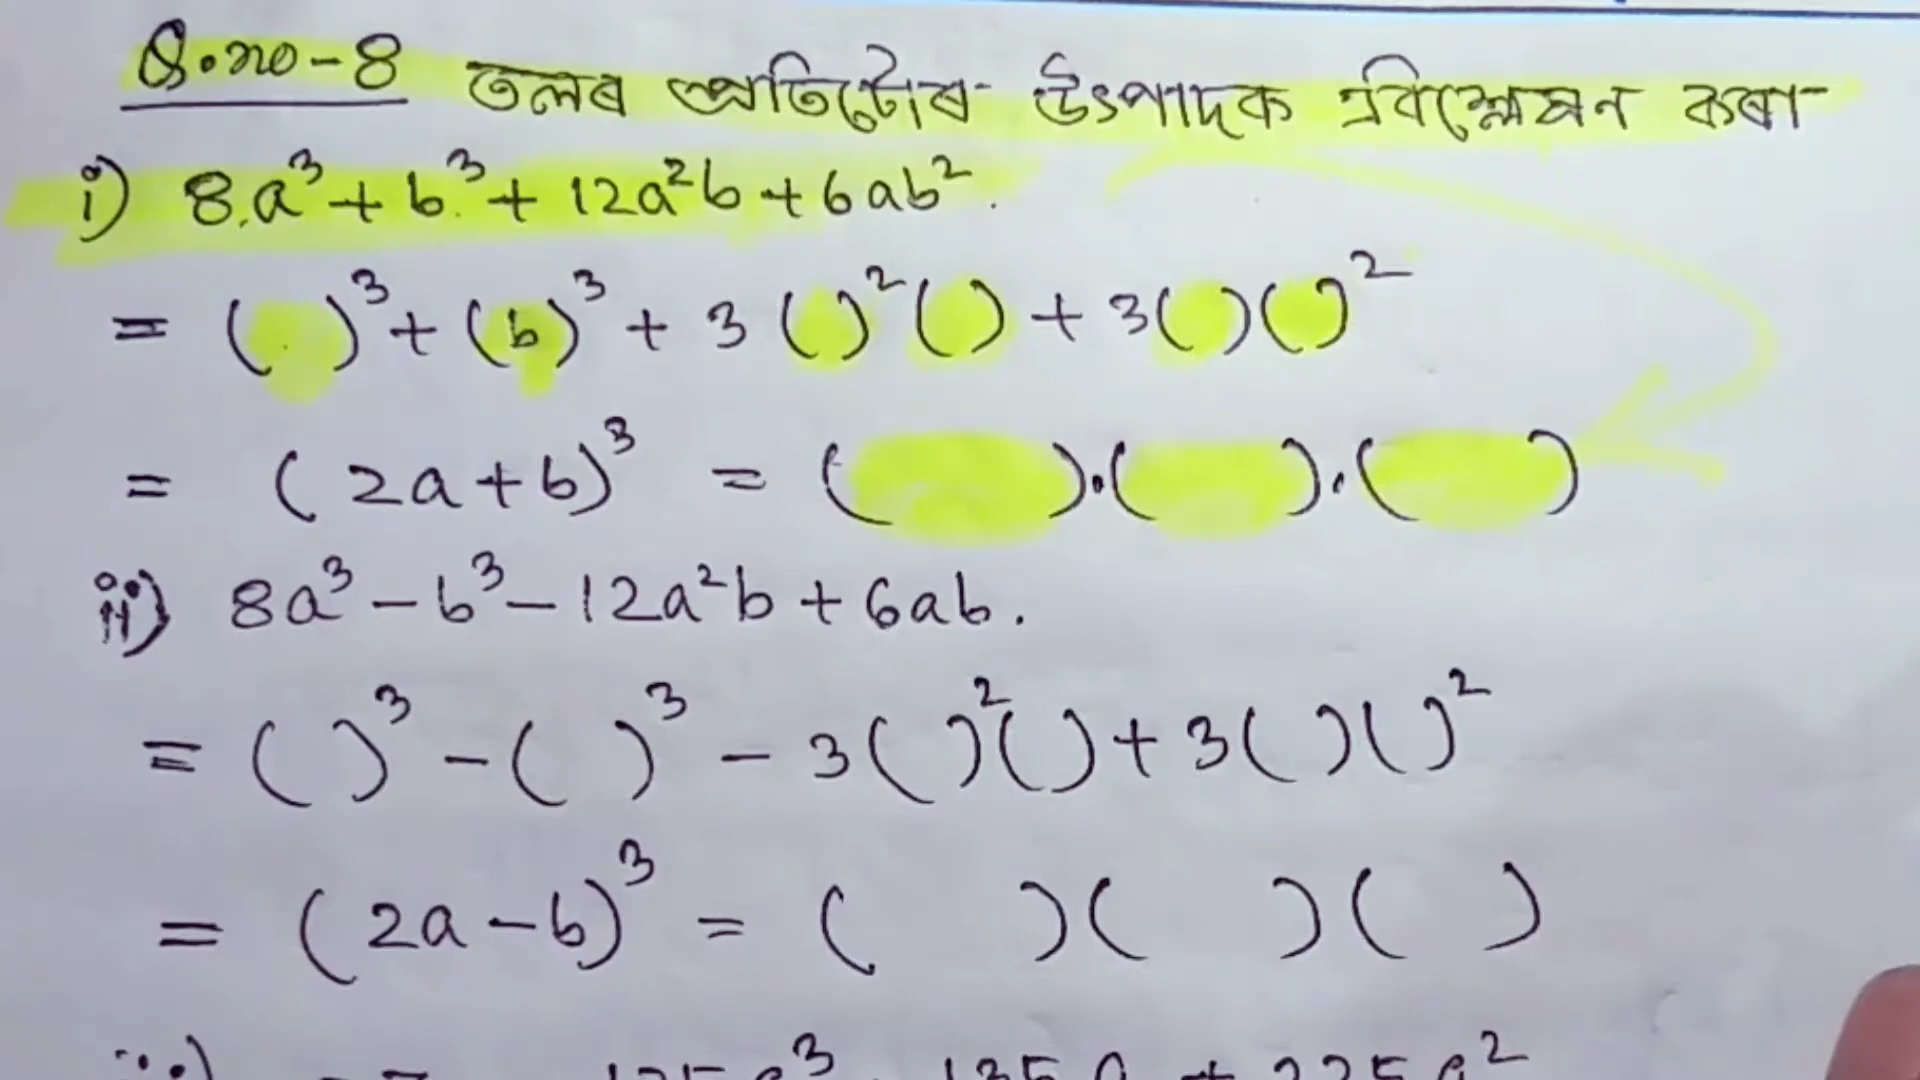 Q.no-8 তলৰ প্ৰতিটোৰ উৎপাদক বিশ্লেষন কৰা-
i) 8a³ + b³ + 12a²b + 6ab².
= ( )³ + (b)³ + 3 ( )² ( ) + 3( )( )²
= (2a+b)³ = ( ).( ).( )
ii) 8a³ - b³ - 12a²b + 6ab.
= ( )³ - ( )³ - 3( )²( ) + 3( )( )²
= (2a-b)³ = ( )( )( )